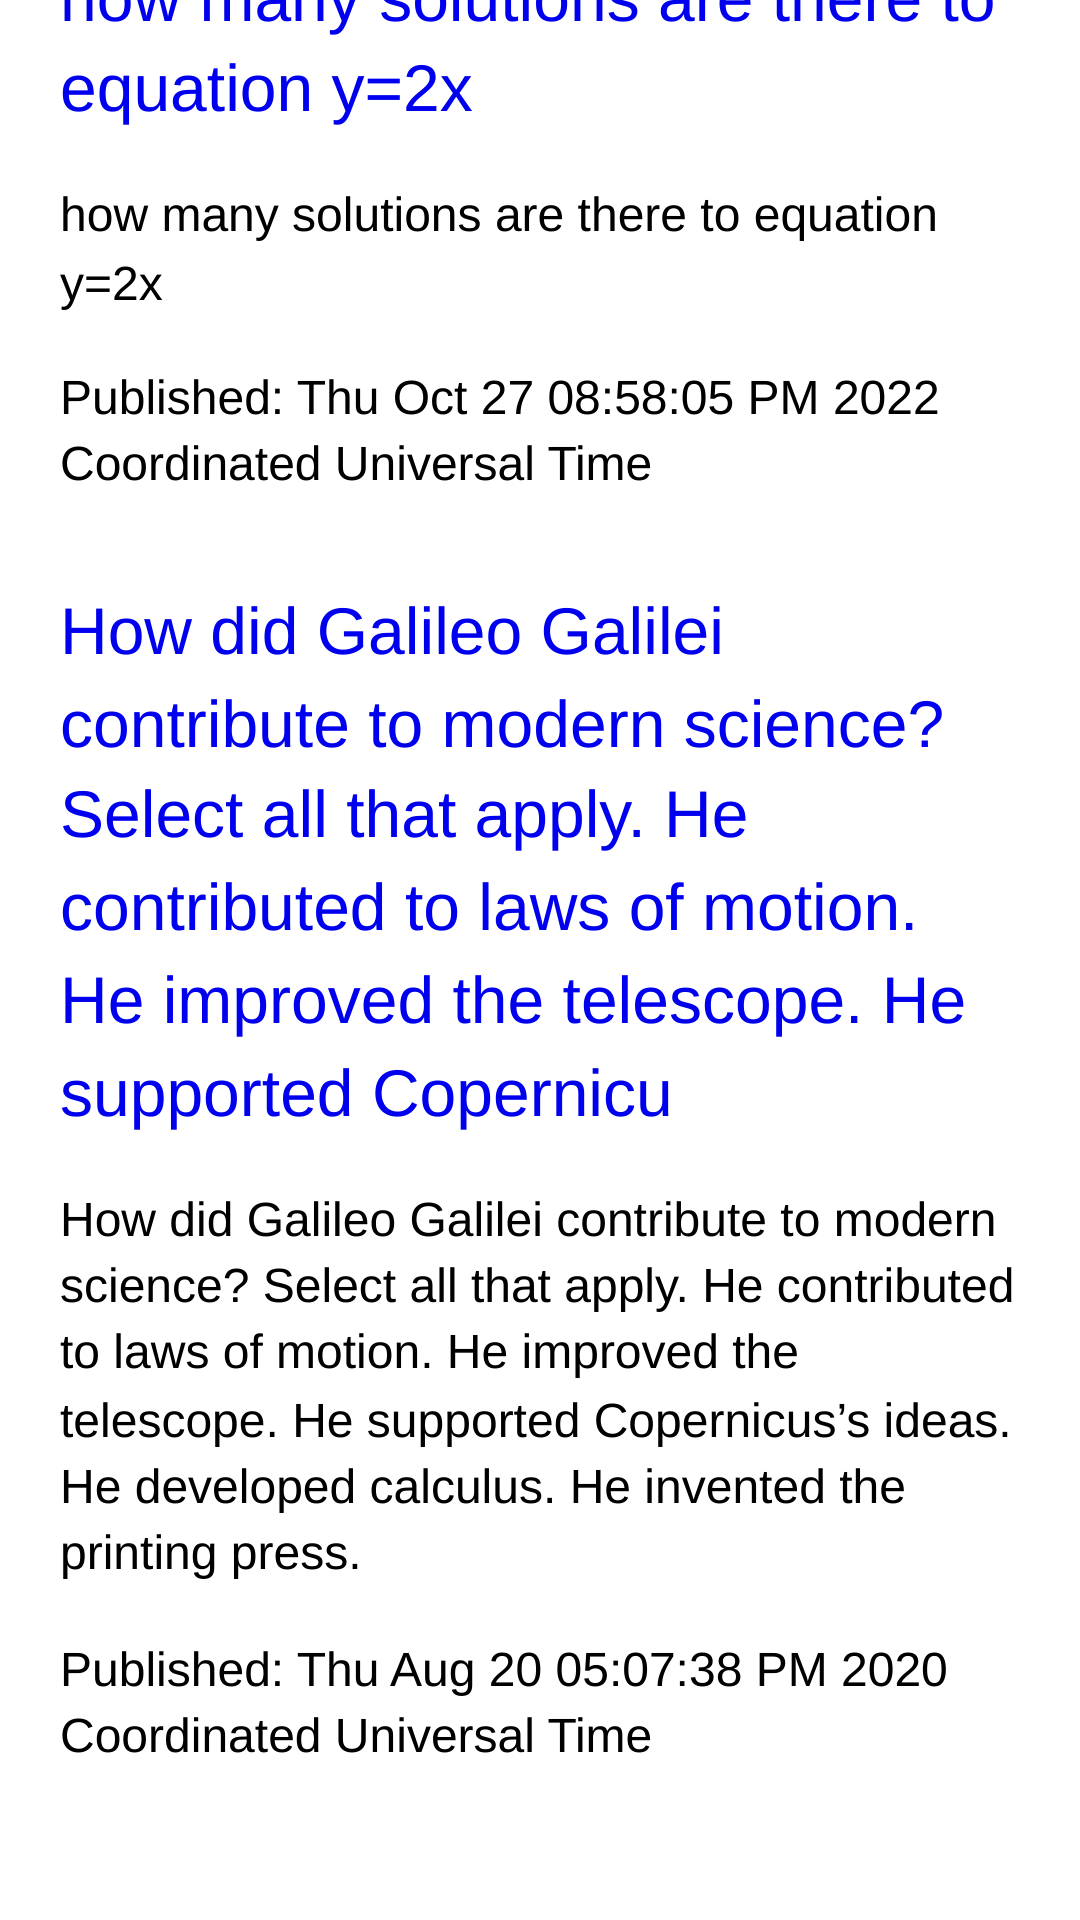 how many solutions are there to
equation y=2x
how many solutions are there to equation
y=2x
Published: Thu Oct 27 08:58:05 PM 2022
Coordinated Universal Time
How did Galileo Galilei
contribute to modern science?
Select all that apply. He
contributed to laws of motion.
He improved the telescope. He
supported Copernicu
How did Galileo Galilei contribute to modern
science? Select all that apply. He contributed
to laws of motion. He improved the
telescope. He supported Copernicus’s ideas.
He developed calculus. He invented the
printing press.
Published: Thu Aug 20 05:07:38 PM 2020
Coordinated Universal Time